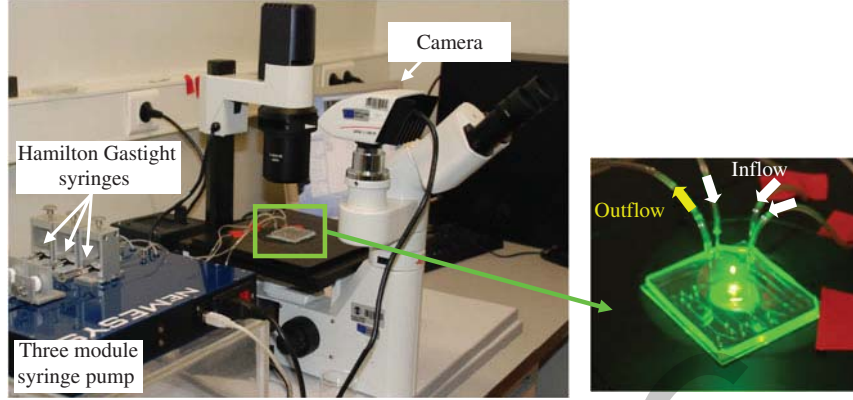 Camera
Hamilton Gastight
syringes
Inflow
Outflow
NEMESYS
Three module
syringe pump